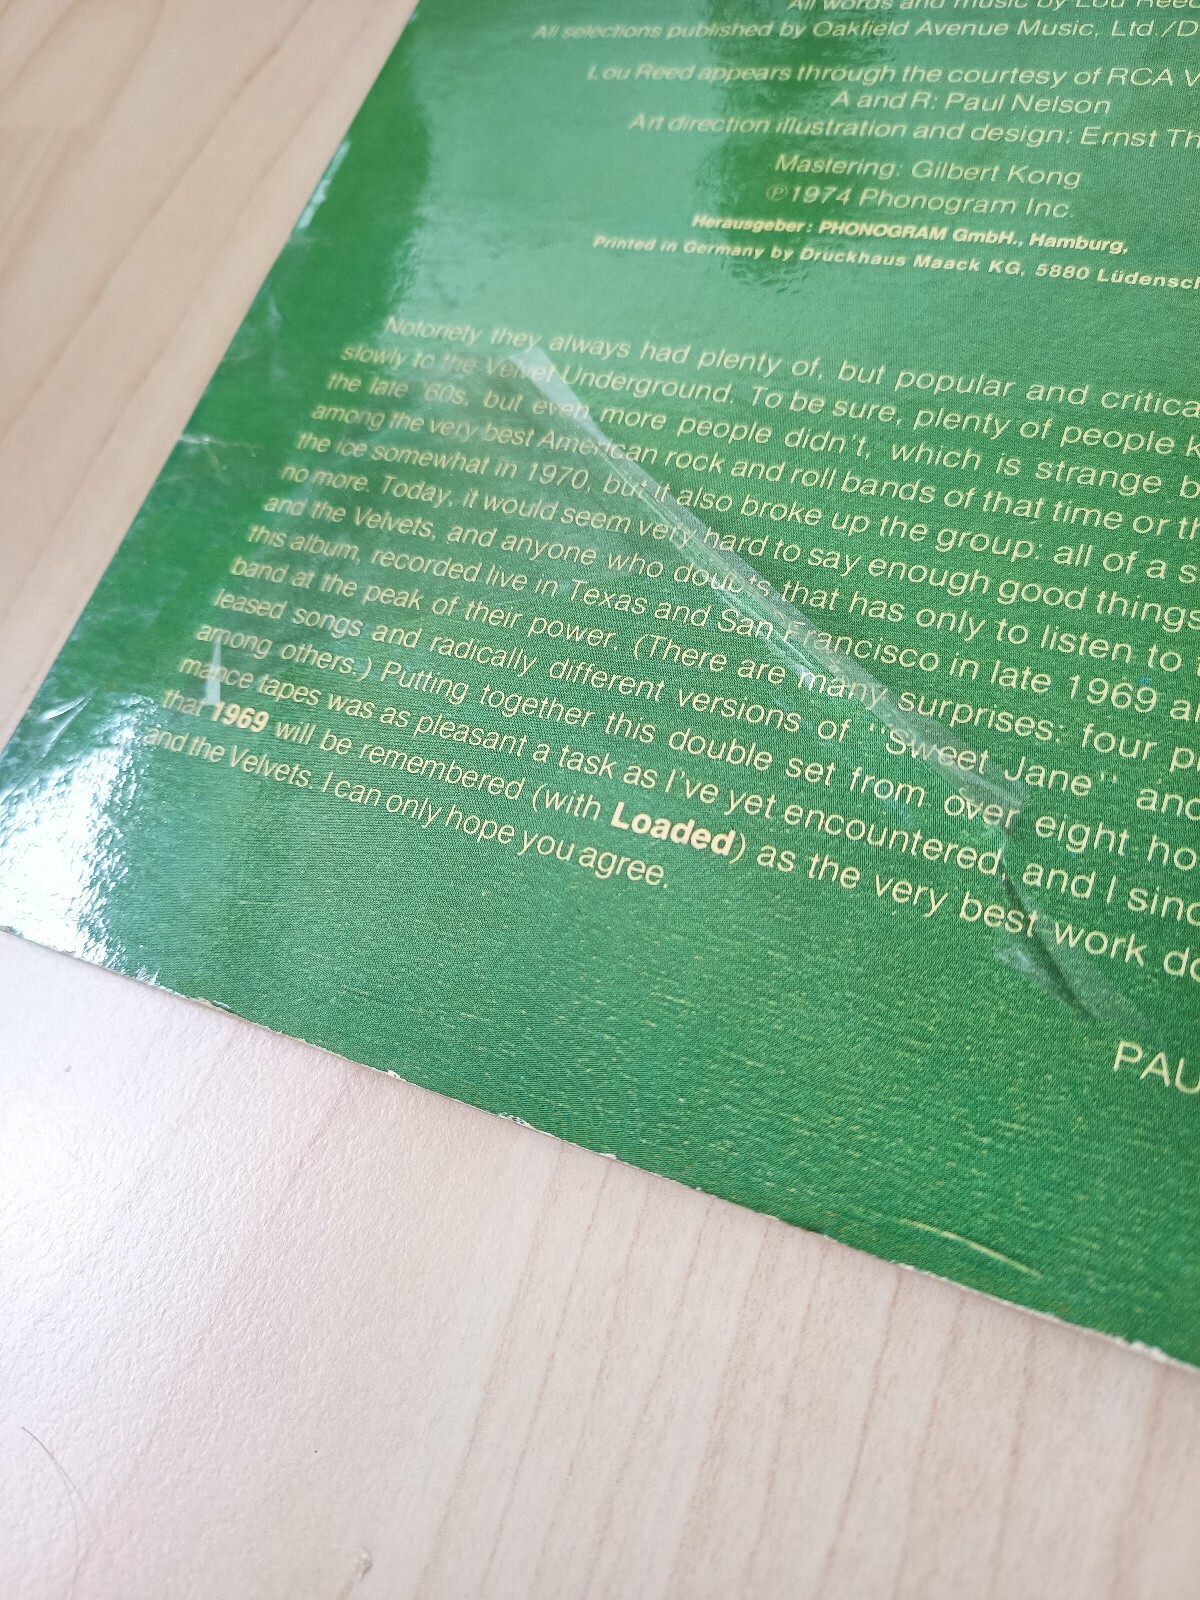 All words and music by Lou Reed
All selections published by Oakfield Avenue Music, Ltd./D
Lou Reed appears through the courtesy of RCA V
A and R: Paul Nelson
Art direction illustration and design: Ernst Th
Mastering: Gilbert Kong
℗1974 Phonogram Inc.
Herausgeber: PHONOGRAM GmbH., Hamburg,
Printed in Germany by Druckhaus Maack KG, 5880 Lüdensch
Notoriety they always had plenty of, but popular and critica
slowly to the Velvet Underground. To be sure, plenty of people k
the late '60s, but even more people didn't, which is strange b
among the very best American rock and roll bands of that time or th
the ice somewhat in 1970, but it also broke up the group: all of a s
no more. Today, it would seem very hard to say enough good things
and the Velvets, and anyone who doubts that has only to listen to
this album, recorded live in Texas and San Francisco in late 1969 a
band at the peak of their power. (There are many surprises: four p
leased songs and radically different versions of "Sweet Jane" and
among others.) Putting together this double set from over eight ho
mance tapes was as pleasant a task as I've yet encountered, and I sinc
that 1969 will be remembered (with Loaded) as the very best work do
and the Velvets. I can only hope you agree.
PAU